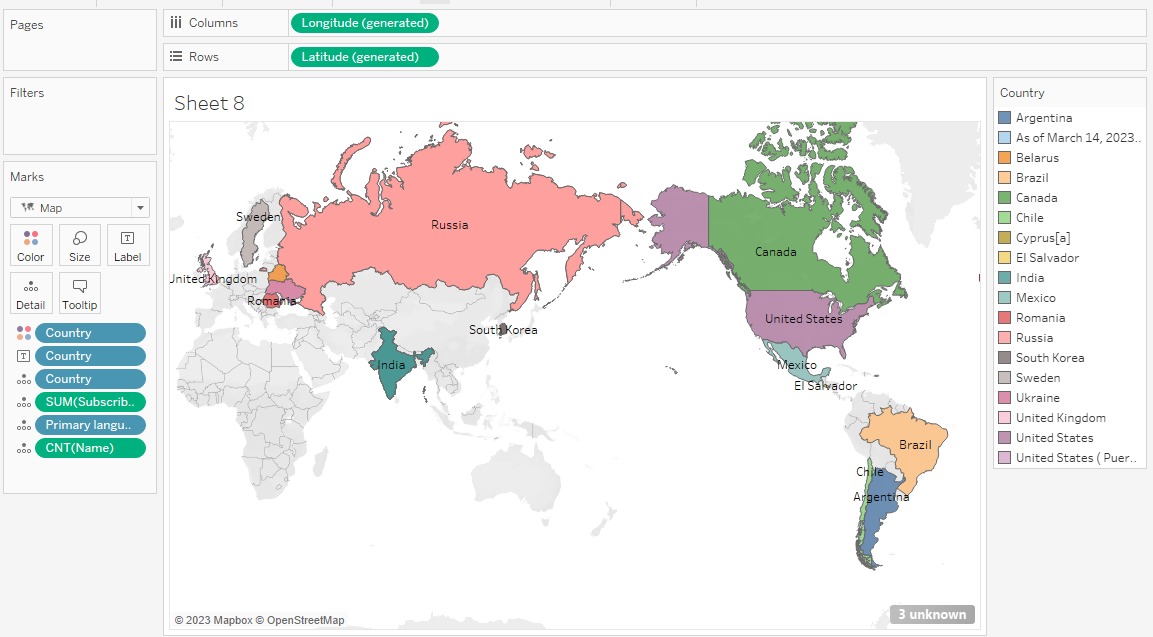 Pages
Columns
Longitude (generated)
Rows
Latitude (generated)
Filters
Marks
Map
Color
Size
Label
Detail
Tooltip
Country
Country
Country
SUM(Subscrib..
Primary langu..
CNT(Name)
Sheet 8
Russia
Sweden
Canada
United Kingdom
Romania
United States
South Korea
India
Mexico
El Salvador
Brazil
Chile
Argentina
© 2023 Mapbox © OpenStreetMap
3 unknown
Country
Argentina
As of March 14, 2023..
Belarus
Brazil
Canada
Chile
Cyprus[a]
El Salvador
India
Mexico
Romania
Russia
South Korea
Sweden
Ukraine
United Kingdom
United States
United States ( Puer..